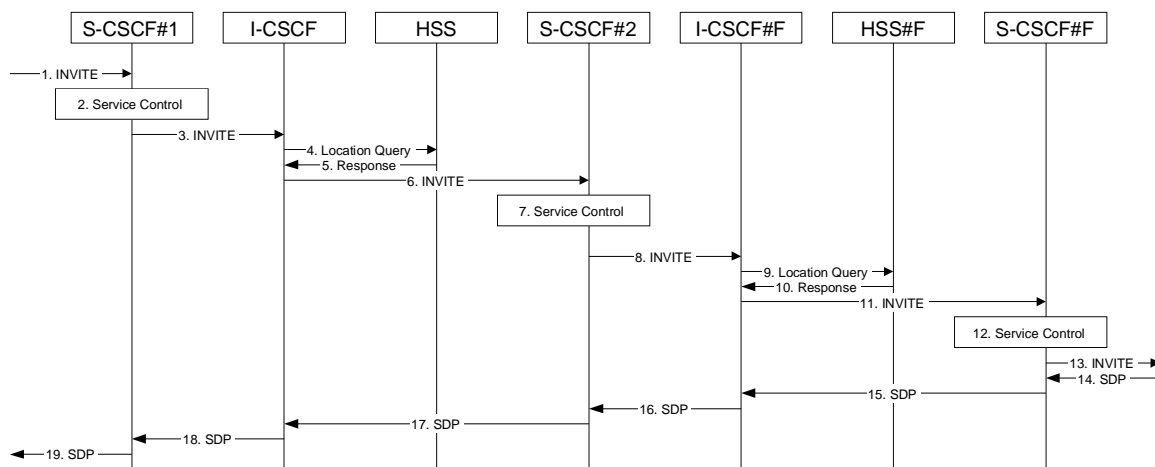 S-CSCF#1
I-CSCF
HSS
S-CSCF#2
I-CSCF#F
HSS#F
S-CSCF#F
1. INVITE
2. Service Control
3. INVITE
4. Location Query
5. Response
6. INVITE
7. Service Control
8. INVITE
9. Location Query
10. Response
11. INVITE
12. Service Control
13. INVITE
14. SDP
15. SDP
16. SDP
17. SDP
18. SDP
19. SDP